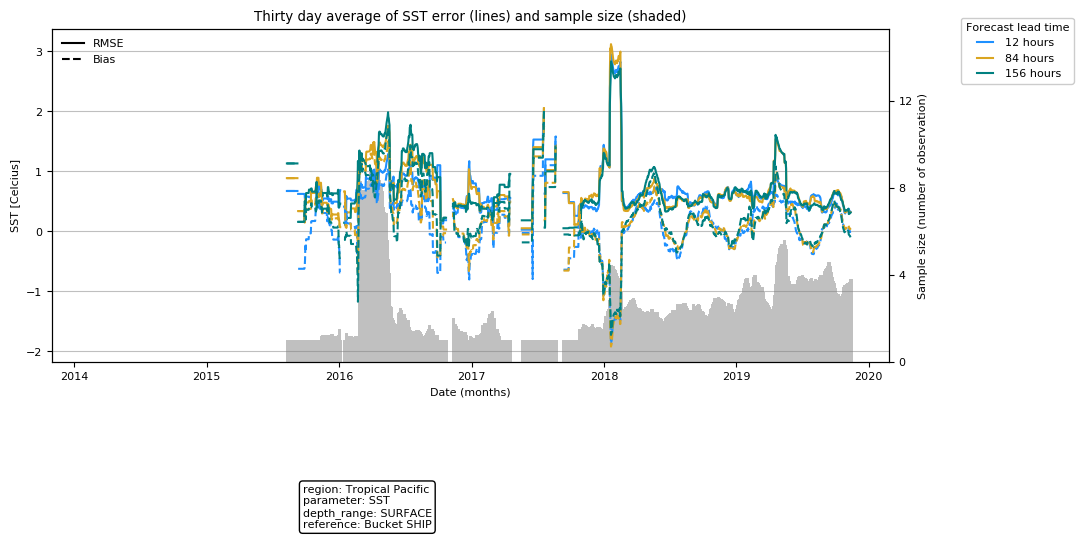 Thirty day average of SST error (lines) and sample size (shaded)
RMSE
Bias
Forecast lead time
12 hours
84 hours
156 hours
SST [Celcius]
3
2
1
0
−1
−2
Sample size (number of observation)
12
8
4
0
2014
2015
2016
2017
2018
2019
2020
Date (months)
region: Tropical Pacific
parameter: SST
depth_range: SURFACE
reference: Bucket SHIP